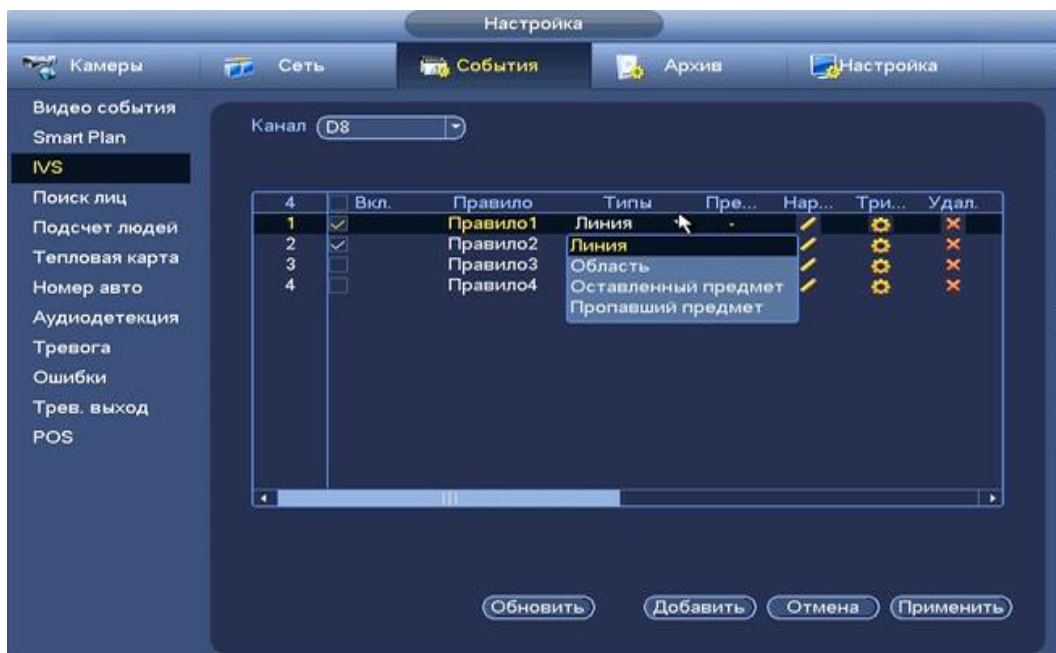 Настройка
Камеры Сеть События Архив Настройка
Видео события
Smart Plan
IVS
Поиск лиц
Подсчет людей
Тепловая карта
Номер авто
Аудиодетекция
Тревога
Ошибки
Трев. выход
POS
Канал D8
4 Вкл. Правило Типы Пре... Нар... Три... Удал.
1 Правило1 Линия -
2 Правило2
3 Правило3
4 Правило4
Линия
Область
Оставленный предмет
Пропавший предмет
Обновить Добавить Отмена Применить